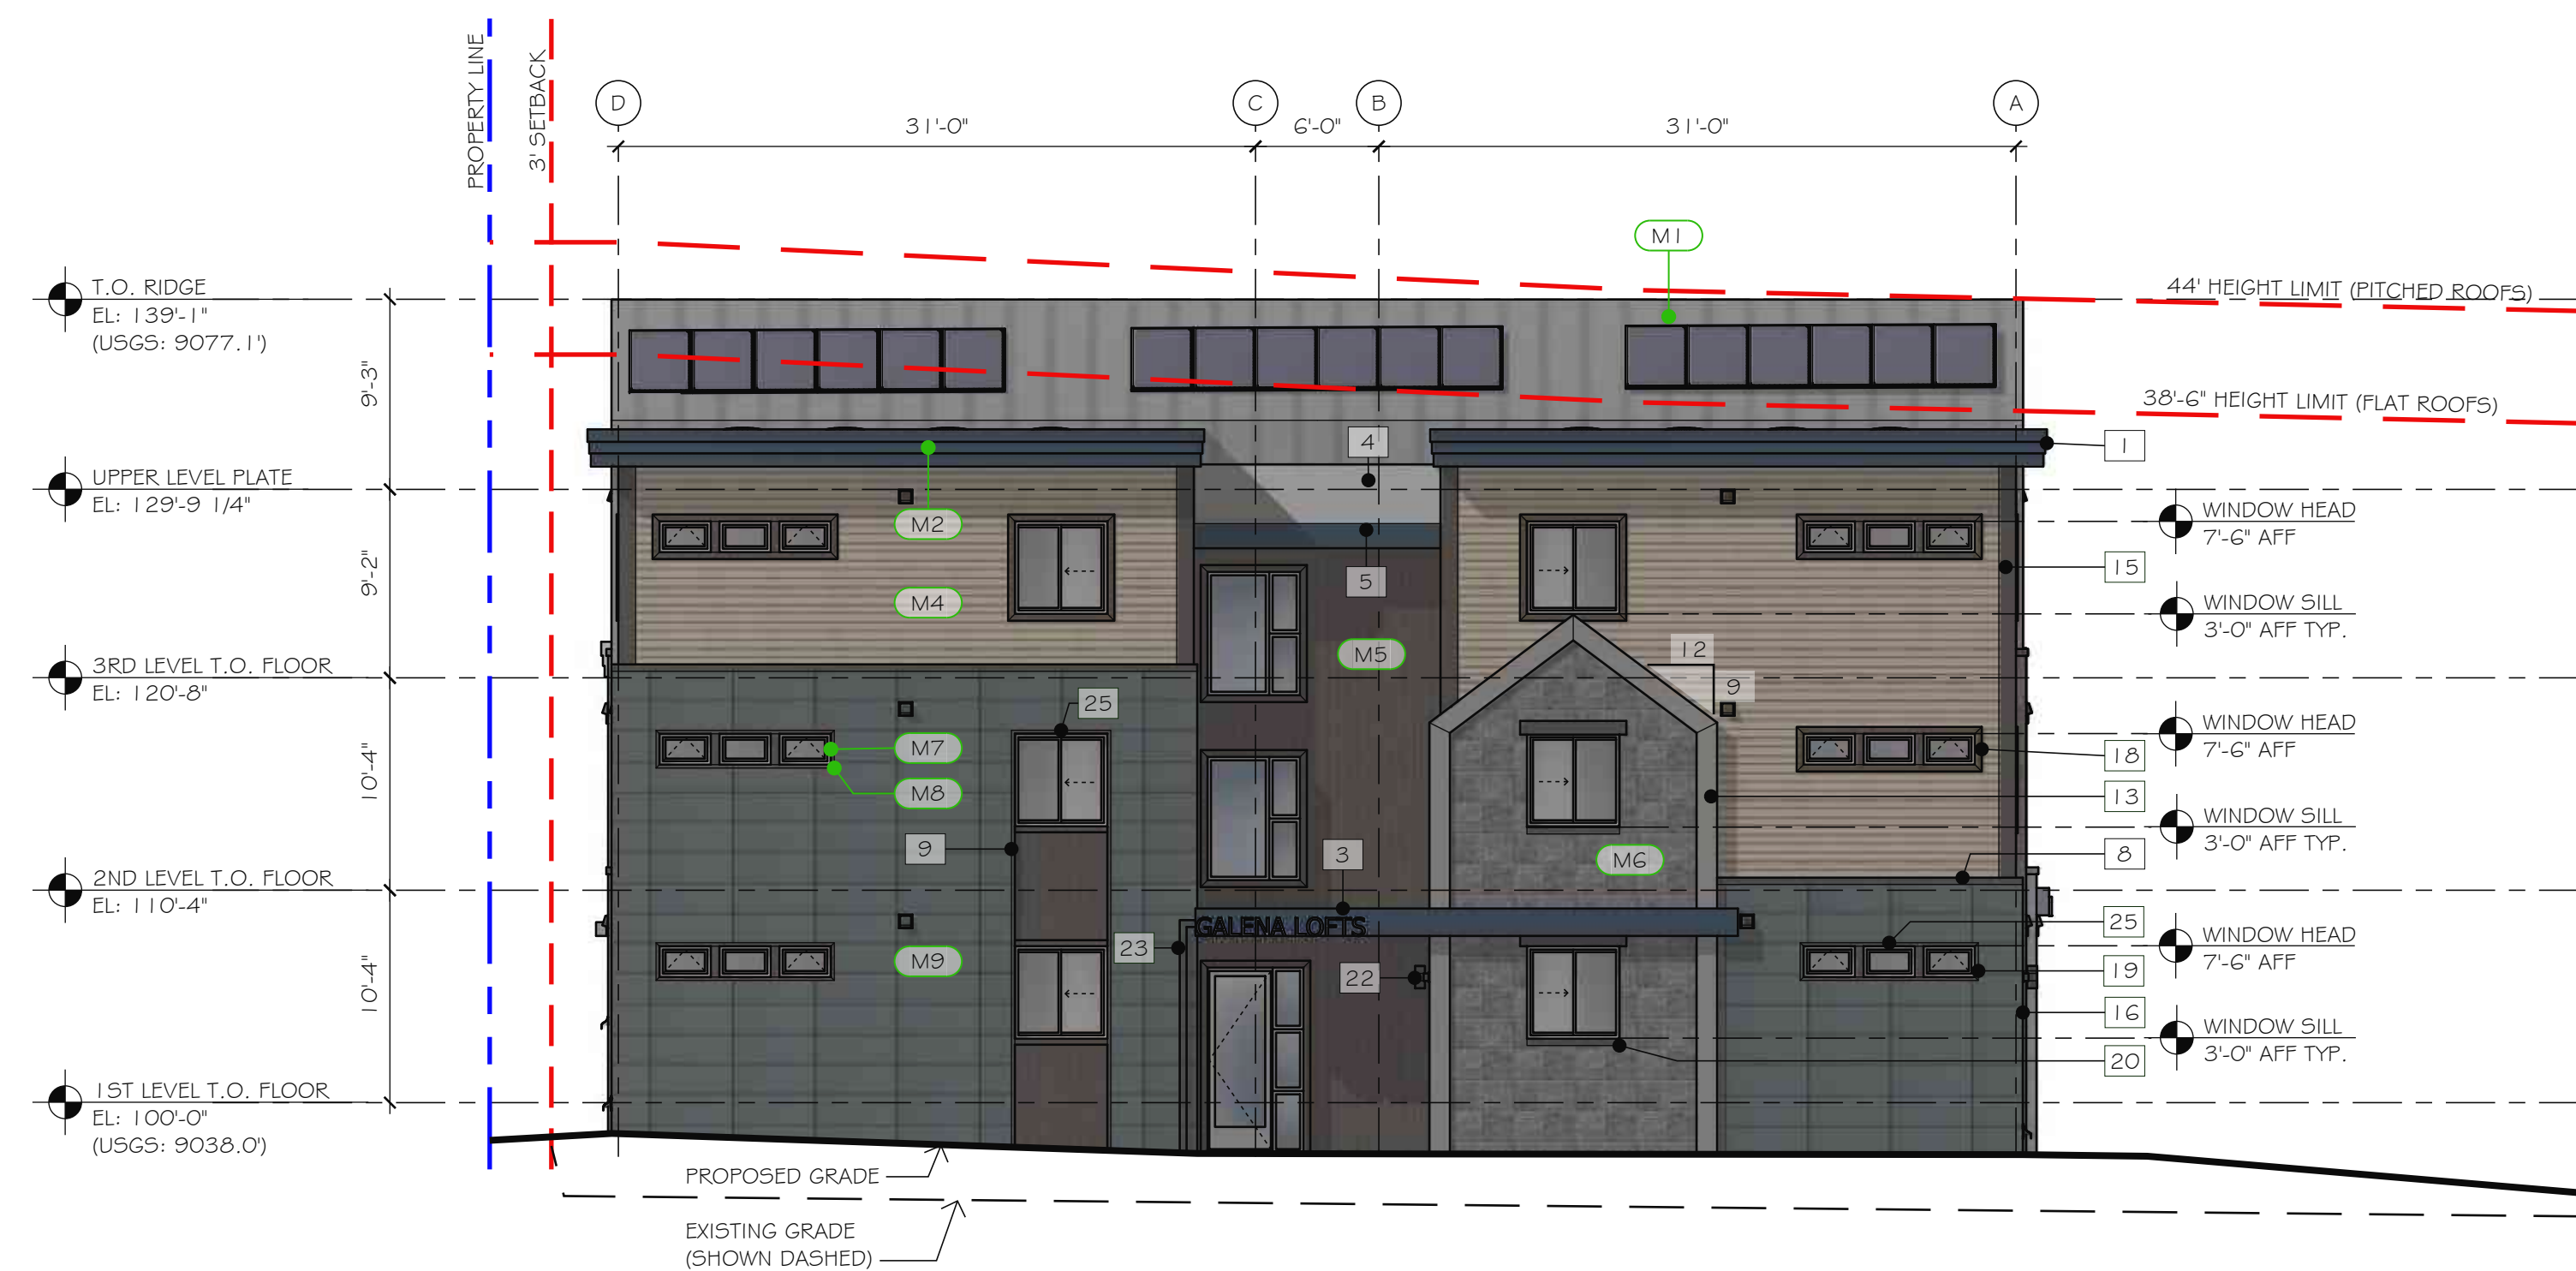 PROPERTY LINE
3' SETBACK
D
C
B
A
31'-0"
6'-0"
31'-0"
M1
T.O. RIDGE
EL: 139'-1"
(USGS: 9077.1')
44' HEIGHT LIMIT (PITCHED ROOFS)
9'-3"
38'-6" HEIGHT LIMIT (FLAT ROOFS)
4
1
UPPER LEVEL PLATE
EL: 129'-9 1/4"
M2
WINDOW HEAD
7'-6" AFF
9'-2"
5
15
M4
WINDOW SILL
3'-0" AFF TYP.
M5
12
9
3RD LEVEL T.O. FLOOR
EL: 120'-8"
25
WINDOW HEAD
7'-6" AFF
M7
18
10'-4"
M8
13
WINDOW SILL
3'-0" AFF TYP.
9
3
M6
8
2ND LEVEL T.O. FLOOR
EL: 110'-4"
GALENA LOFTS
25
WINDOW HEAD
7'-6" AFF
23
M9
22
19
10'-4"
16
WINDOW SILL
3'-0" AFF TYP.
20
1ST LEVEL T.O. FLOOR
EL: 100'-0"
(USGS: 9038.0')
PROPOSED GRADE
EXISTING GRADE
(SHOWN DASHED)